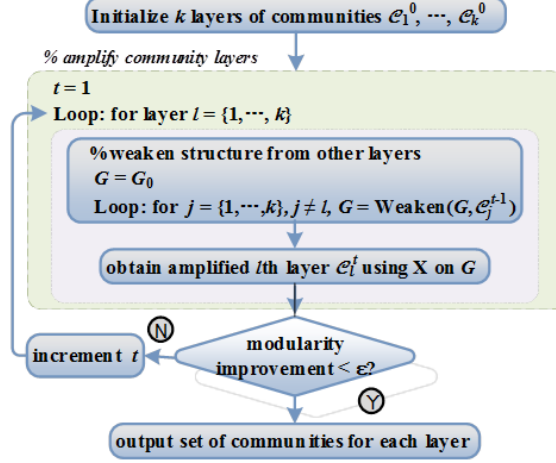 Initialize k layers of communities 𝒞₁⁰, ···, 𝒞ₖ⁰
% amplify community layers
t = 1
Loop: for layer l = {1,···, k}
%weaken structure from other layers
G = G₀
Loop: for j = {1,···,k}, j ≠ l, G = Weaken(G, 𝒞ⱼᵗ⁻¹)
obtain amplified lth layer 𝒞ₗᵗ using X on G
N
increment t
modularity
improvement < ε?
Y
output set of communities for each layer